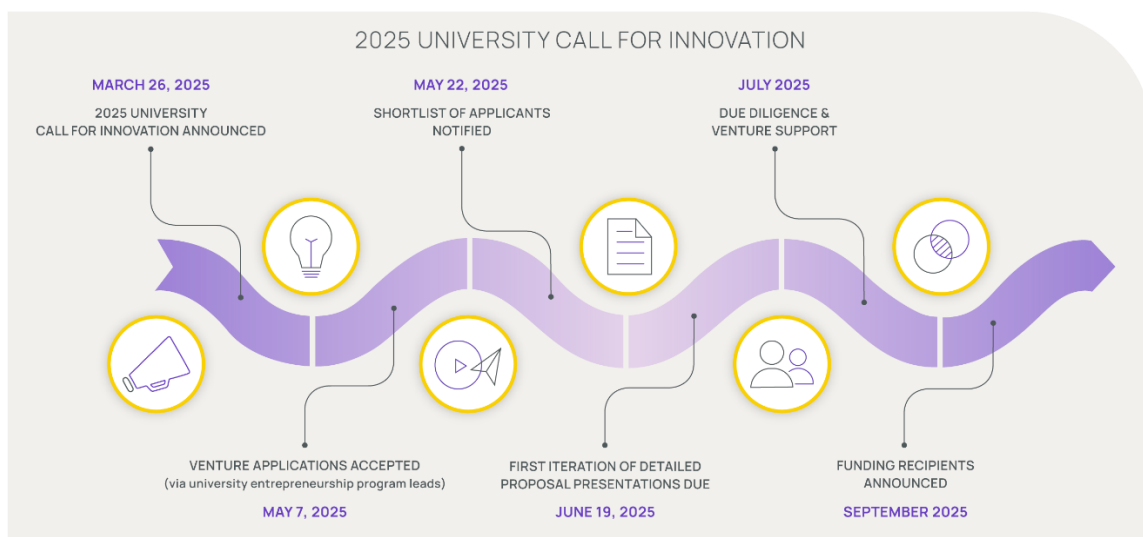 2025 UNIVERSITY CALL FOR INNOVATION
MARCH 26, 2025
2025 UNIVERSITY
CALL FOR INNOVATION ANNOUNCED
MAY 22, 2025
SHORTLIST OF APPLICANTS
NOTIFIED
JULY 2025
DUE DILIGENCE &
VENTURE SUPPORT
VENTURE APPLICATIONS ACCEPTED
(via university entrepreneurship program leads)
MAY 7, 2025
FIRST ITERATION OF DETAILED
PROPOSAL PRESENTATIONS DUE
JUNE 19, 2025
FUNDING RECIPIENTS
ANNOUNCED
SEPTEMBER 2025